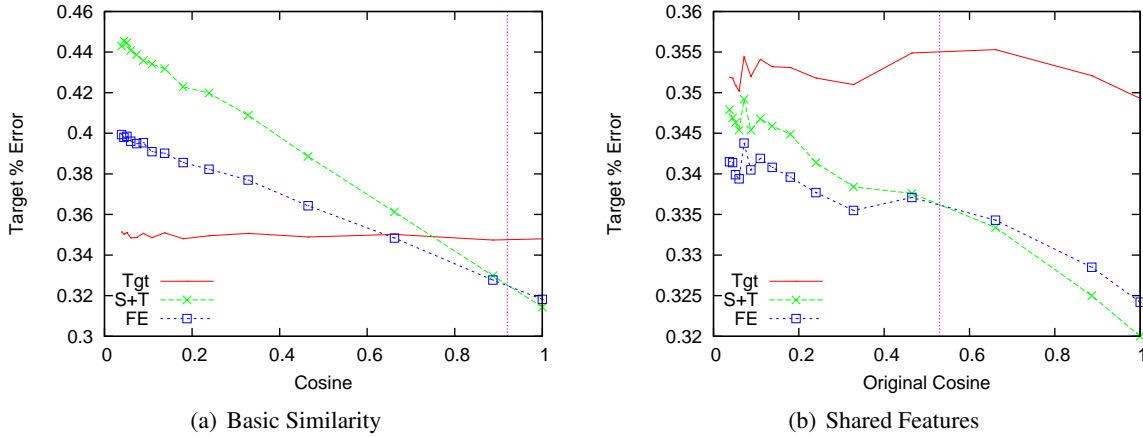 Target % Error
0.46
0.44
0.42
0.4
0.38
0.36
0.34
0.32
0.3
Tgt
S+T
FE
0 0.2 0.4 0.6 0.8 1
Cosine
(a) Basic Similarity
Target % Error
0.36
0.355
0.35
0.345
0.34
0.335
0.33
0.325
0.32
Tgt
S+T
FE
0 0.2 0.4 0.6 0.8 1
Original Cosine
(b) Shared Features